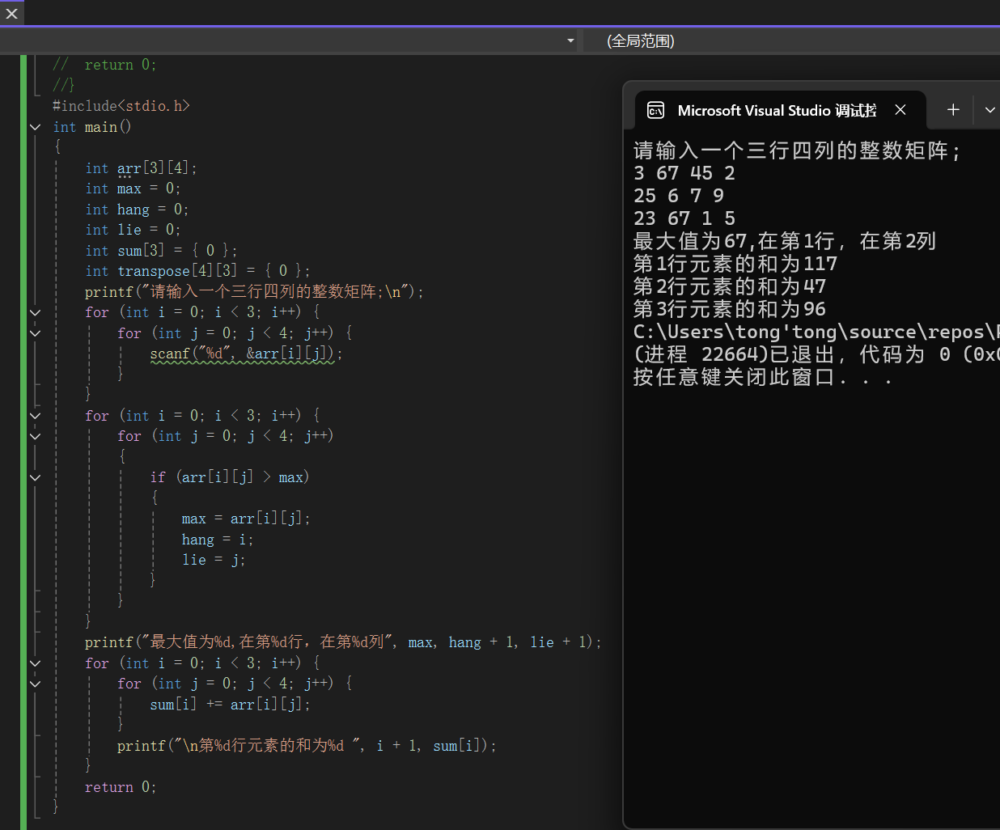 (全局范围)
//  return 0;
//}
#include<stdio.h>
int main()
{
    int arr[3][4];
    int max = 0;
    int hang = 0;
    int lie = 0;
    int sum[3] = { 0 };
    int transpose[4][3] = { 0 };
    printf("请输入一个三行四列的整数矩阵;\n");
    for (int i = 0; i < 3; i++) {
        for (int j = 0; j < 4; j++) {
            scanf("%d", &arr[i][j]);
        }
    }
    for (int i = 0; i < 3; i++) {
        for (int j = 0; j < 4; j++)
        {
            if (arr[i][j] > max)
            {
                max = arr[i][j];
                hang = i;
                lie = j;
            }
        }
    }
    printf("最大值为%d,在第%d行，在第%d列", max, hang + 1, lie + 1);
    for (int i = 0; i < 3; i++) {
        for (int j = 0; j < 4; j++) {
            sum[i] += arr[i][j];
        }
        printf("\n第%d行元素的和为%d ", i + 1, sum[i]);
    }
    return 0;
}
Microsoft Visual Studio 调试控
请输入一个三行四列的整数矩阵;
3 67 45 2
25 6 7 9
23 67 1 5
最大值为67,在第1行，在第2列
第1行元素的和为117
第2行元素的和为47
第3行元素的和为96
C:\Users\tong'tong\source\repos\
(进程 22664)已退出，代码为 0 (0x
按任意键关闭此窗口. . .